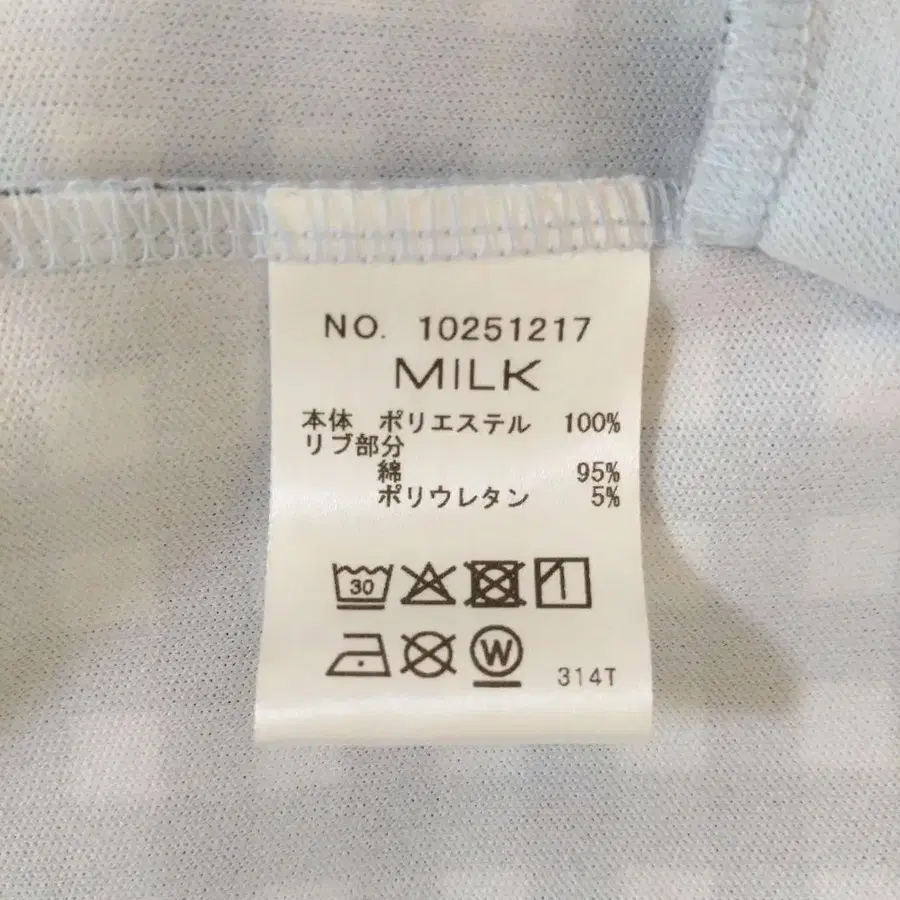 NO. 10251217
MILK
本体 ポリエステル 100%
リブ部分
綿 95%
ポリウレタン 5%
30
W
314T